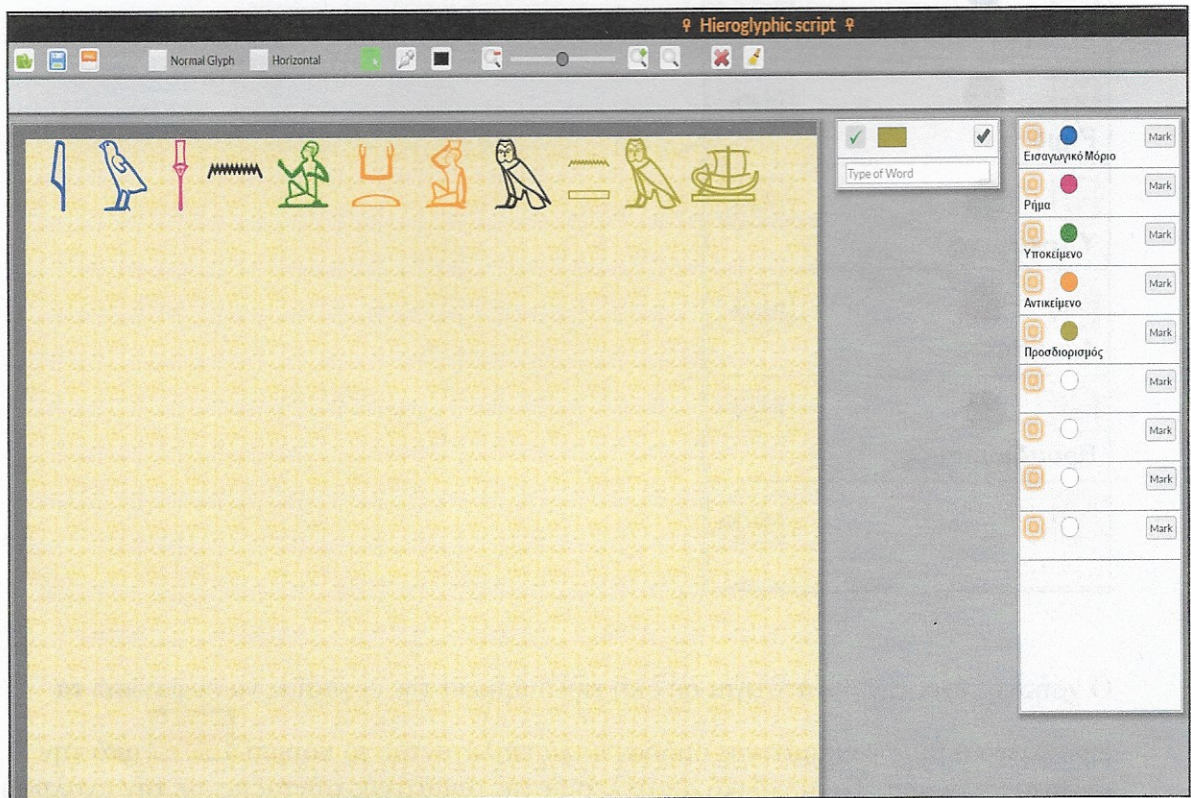 ♀ Hieroglyphic script ♀
Normal Glyph Horizontal
𓇋 𓅱 𓌂 𓈖 𓀀 𓂓 𓏏 𓀋 𓅓 𓈖 𓈙 𓅓 𓊞
Type of Word
Mark
Εισαγωγικό Μόριο
Mark
Ρήμα
Mark
Υποκείμενο
Mark
Αντικείμενο
Mark
Προσδιορισμός
Mark
Mark
Mark
Mark